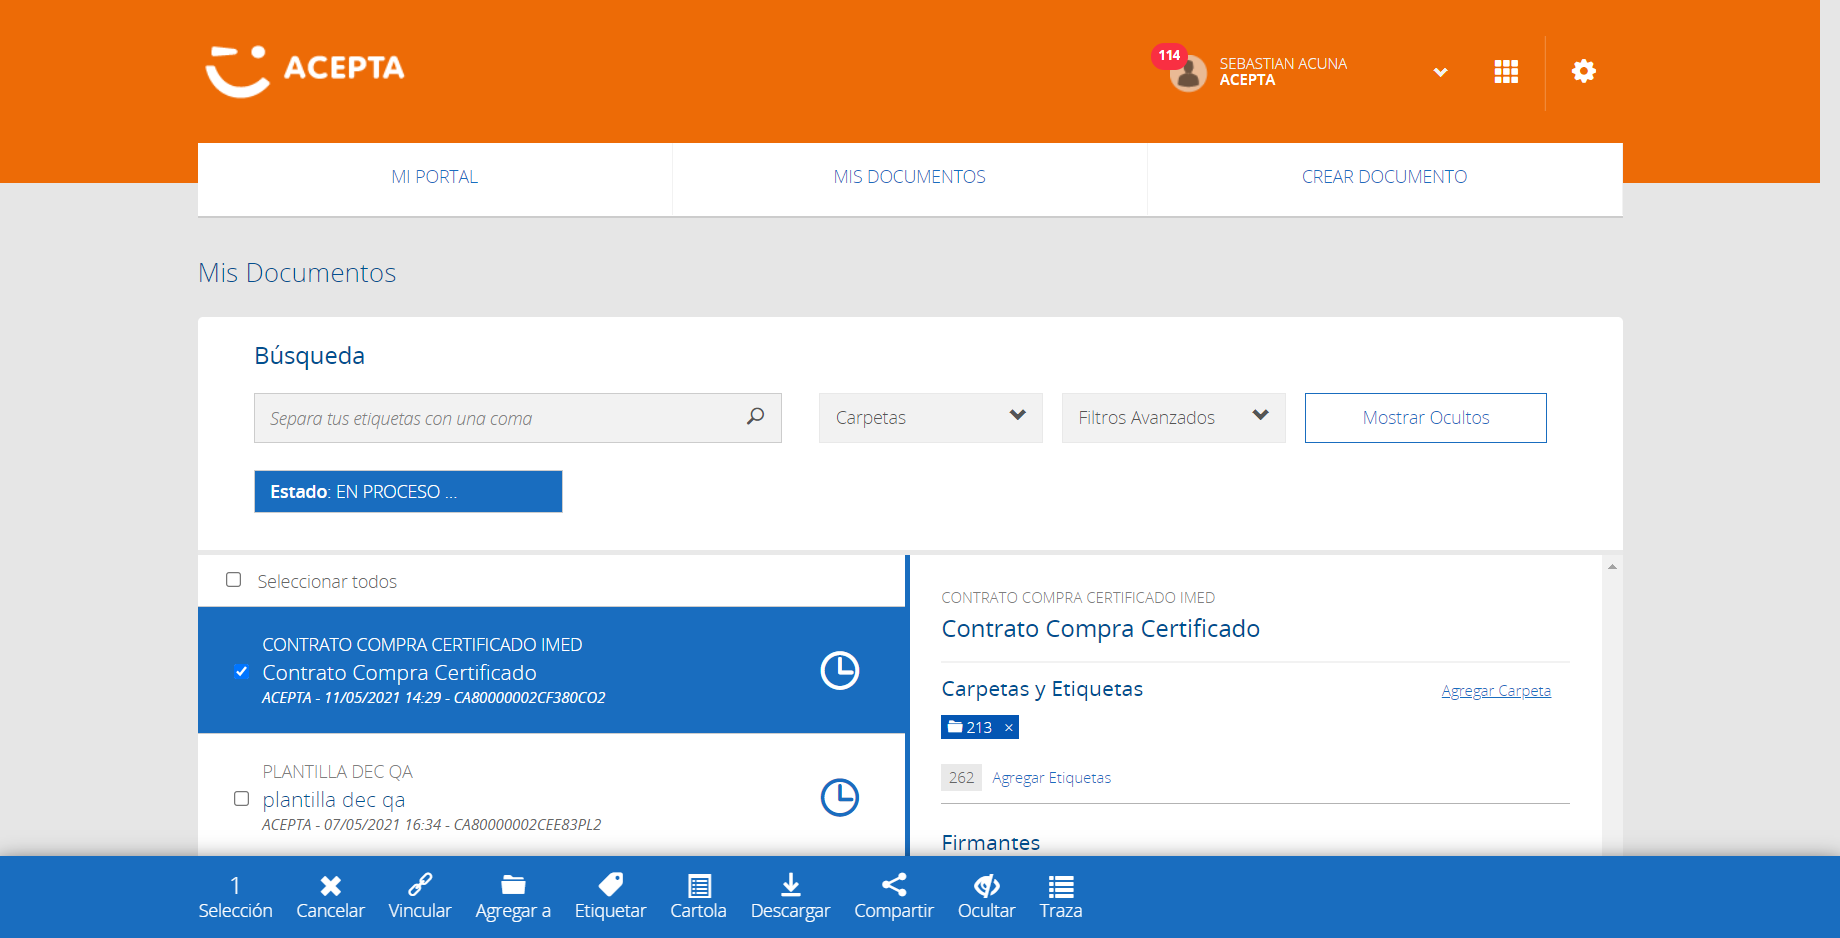 ACEPTA
114
SEBASTIAN ACUNA
ACEPTA
MI PORTAL
MIS DOCUMENTOS
CREAR DOCUMENTO
Mis Documentos
Búsqueda
Separa tus etiquetas con una coma
Carpetas
Filtros Avanzados
Mostrar Ocultos
Estado: EN PROCESO ...
Seleccionar todos
CONTRATO COMPRA CERTIFICADO IMED
Contrato Compra Certificado
ACEPTA - 11/05/2021 14:29 - CA80000002CF380CO2
PLANTILLA DEC QA
plantilla dec qa
ACEPTA - 07/05/2021 16:34 - CA80000002CEE83PL2
CONTRATO COMPRA CERTIFICADO IMED
Contrato Compra Certificado
Carpetas y Etiquetas
Agregar Carpeta
213 ×
262
Agregar Etiquetas
Firmantes
1
Selección
Cancelar
Vincular
Agregar a
Etiquetar
Cartola
Descargar
Compartir
Ocultar
Traza